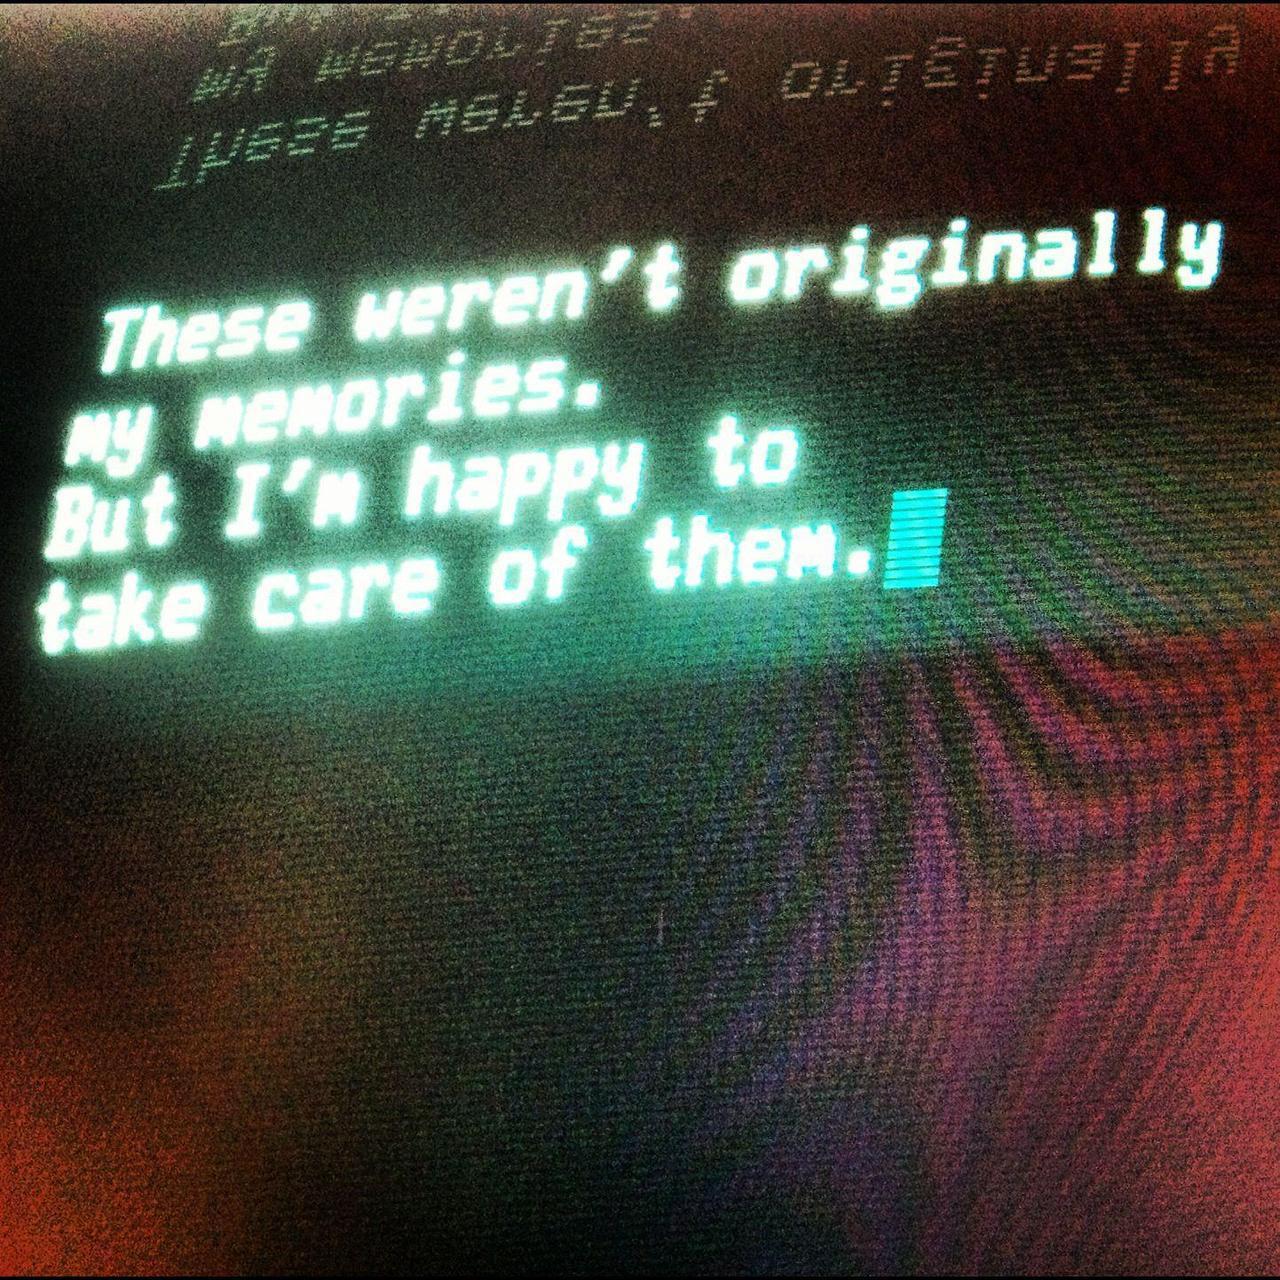 These weren't originally
my memories.
But I'm happy to
take care of them.